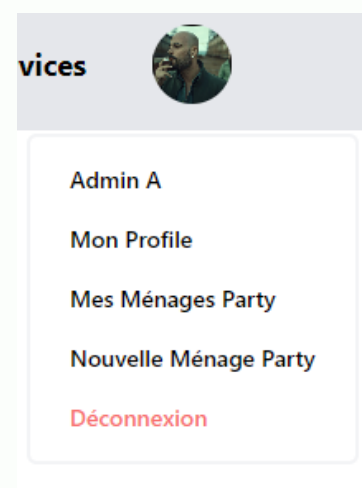 vices
Admin A
Mon Profile
Mes Ménages Party
Nouvelle Ménage Party
Déconnexion